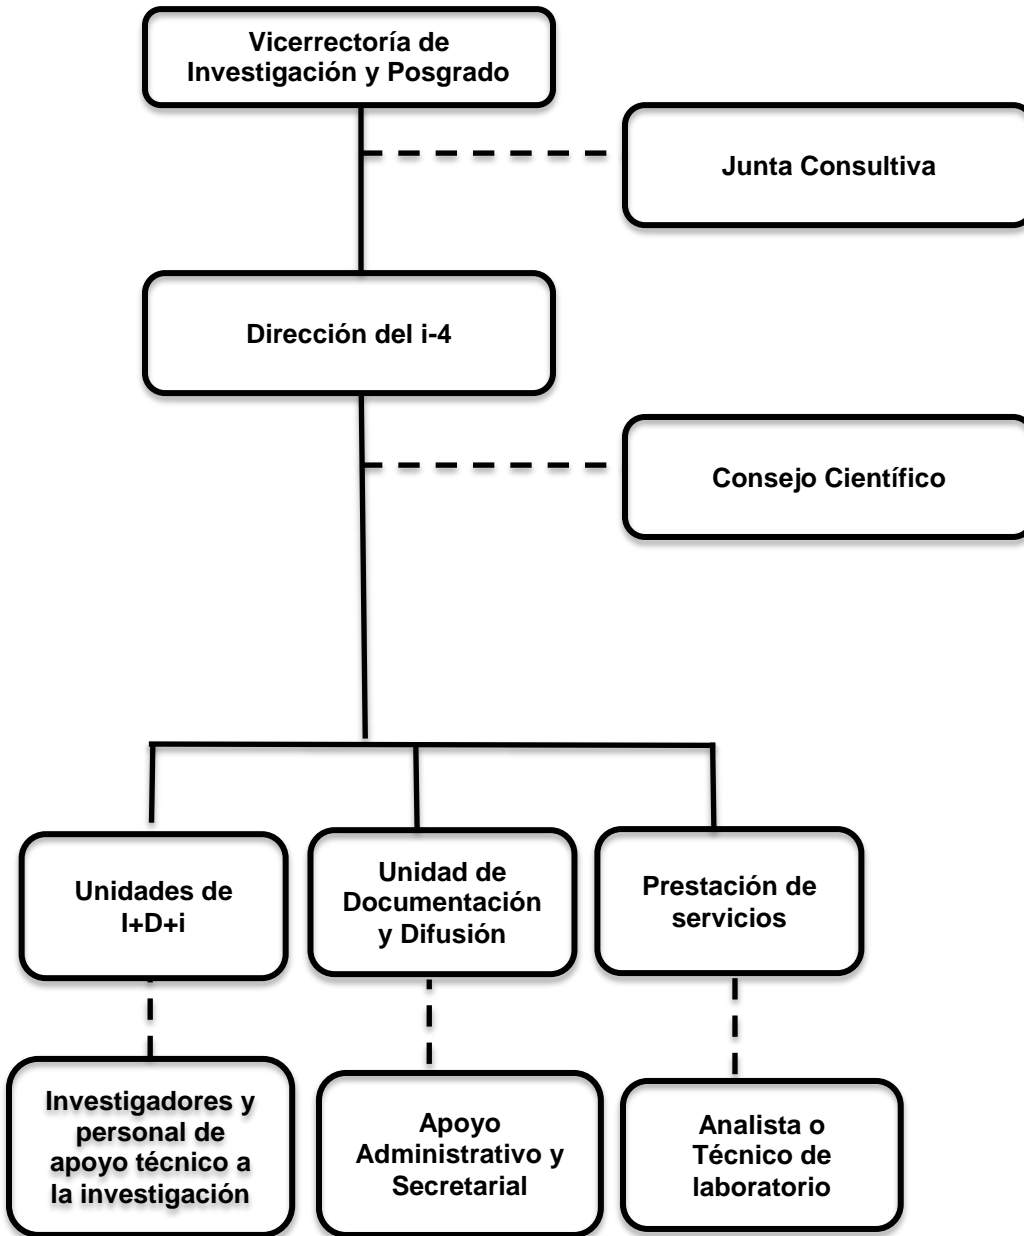 Vicerrectoría de
Investigación y Posgrado
Junta Consultiva
Dirección del i-4
Consejo Científico
Unidades de
I+D+i
Unidad de
Documentación
y Difusión
Prestación de
servicios
Investigadores y
personal de
apoyo técnico a
la investigación
Apoyo
Administrativo y
Secretarial
Analista o
Técnico de
laboratorio